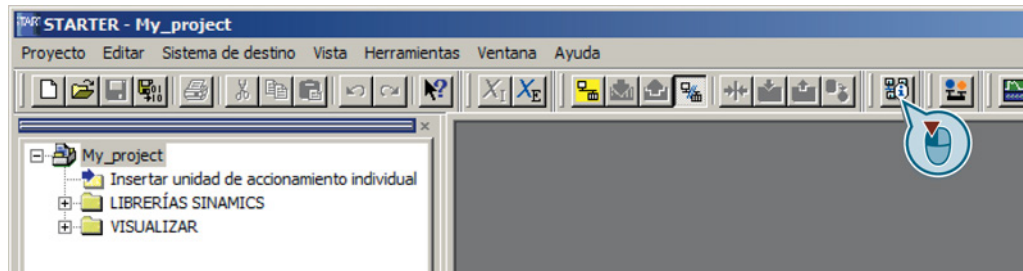 STARTER - My_project
Proyecto Editar Sistema de destino Vista Herramientas Ventana Ayuda
My_project
Insertar unidad de accionamiento individual
LIBRERÍAS SINAMICS
VISUALIZAR